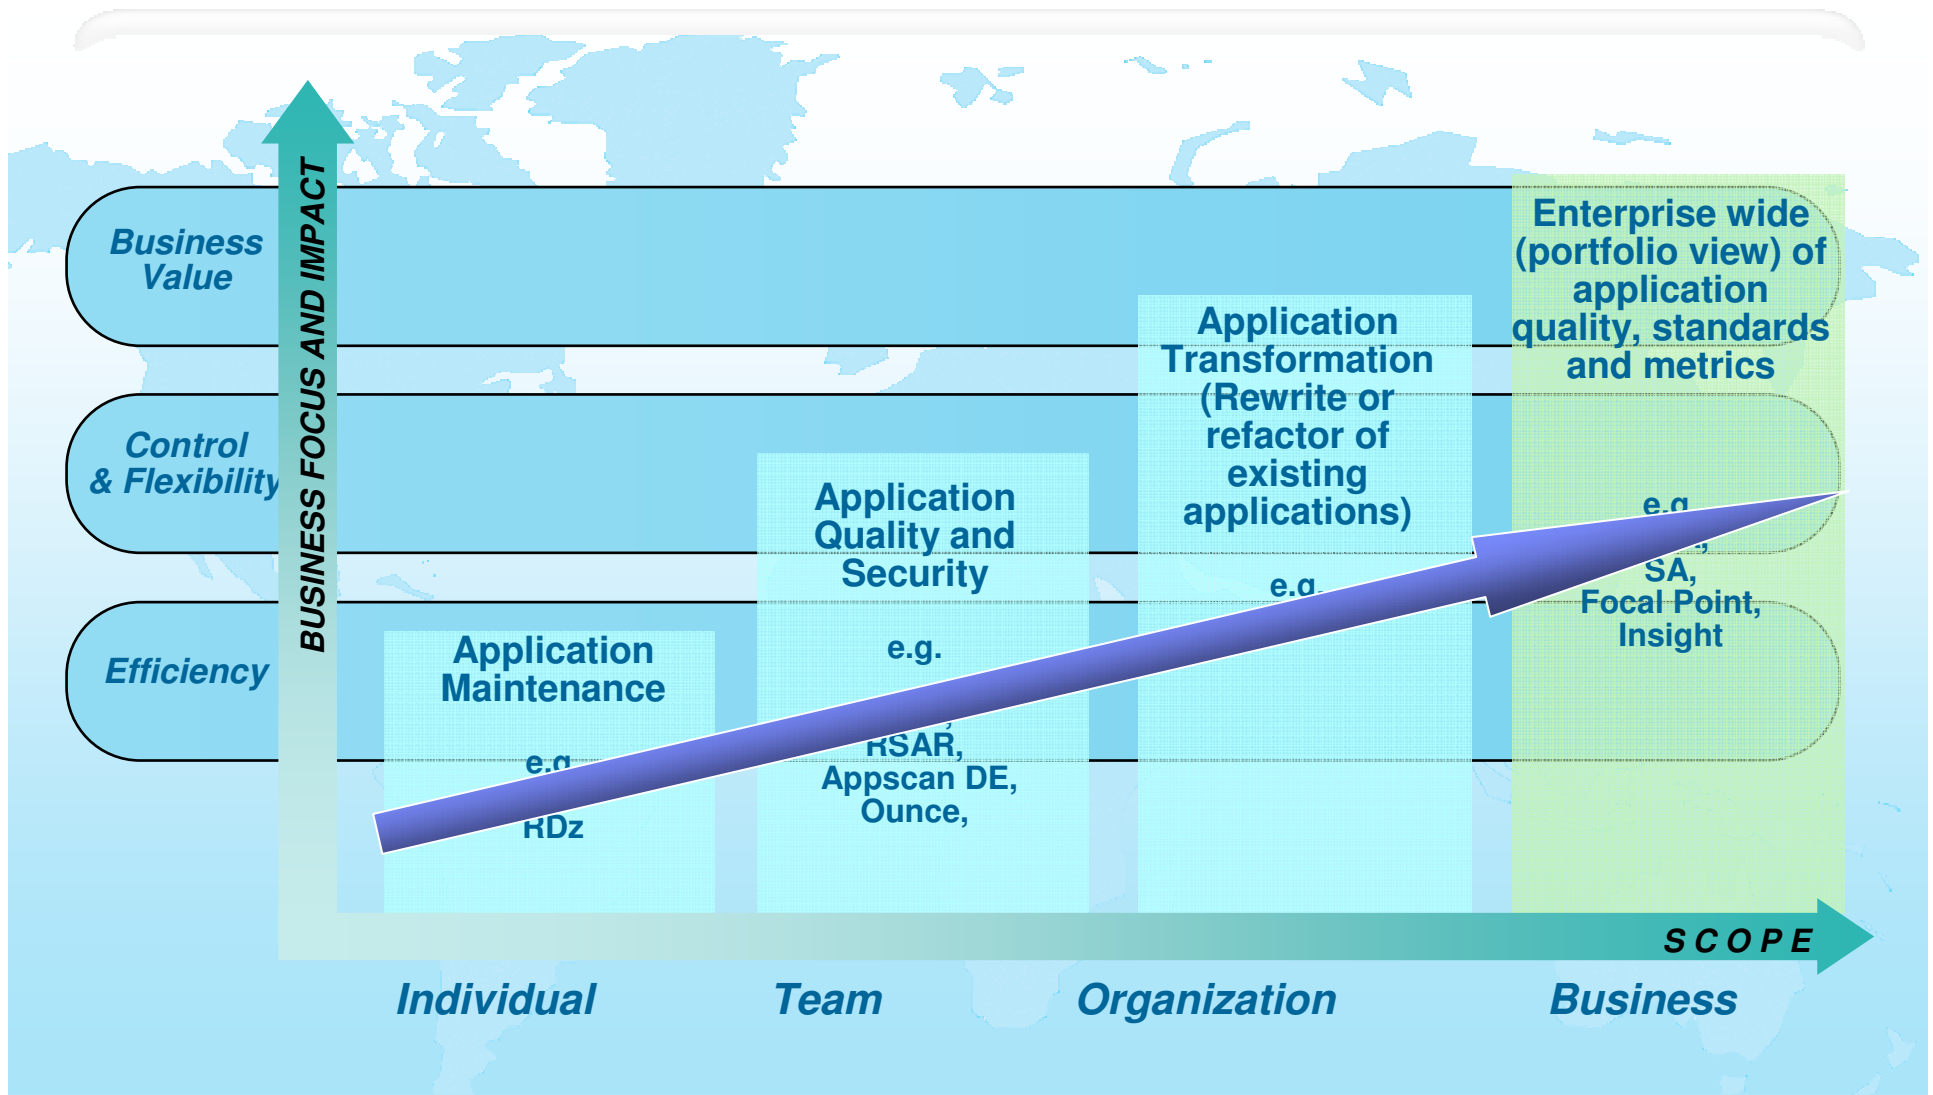 BUSINESS FOCUS AND IMPACT
Business
Value
Control
& Flexibility
Efficiency
Application
Maintenance
e.g
RDz
Application
Quality and
Security
e.g.
RSAR,
Appscan DE,
Ounce,
Application
Transformation
(Rewrite or
refactor of
existing
applications)
e.g.
Enterprise wide
(portfolio view) of
application
quality, standards
and metrics
e.g
SA,
Focal Point,
Insight
SCOPE
Individual
Team
Organization
Business